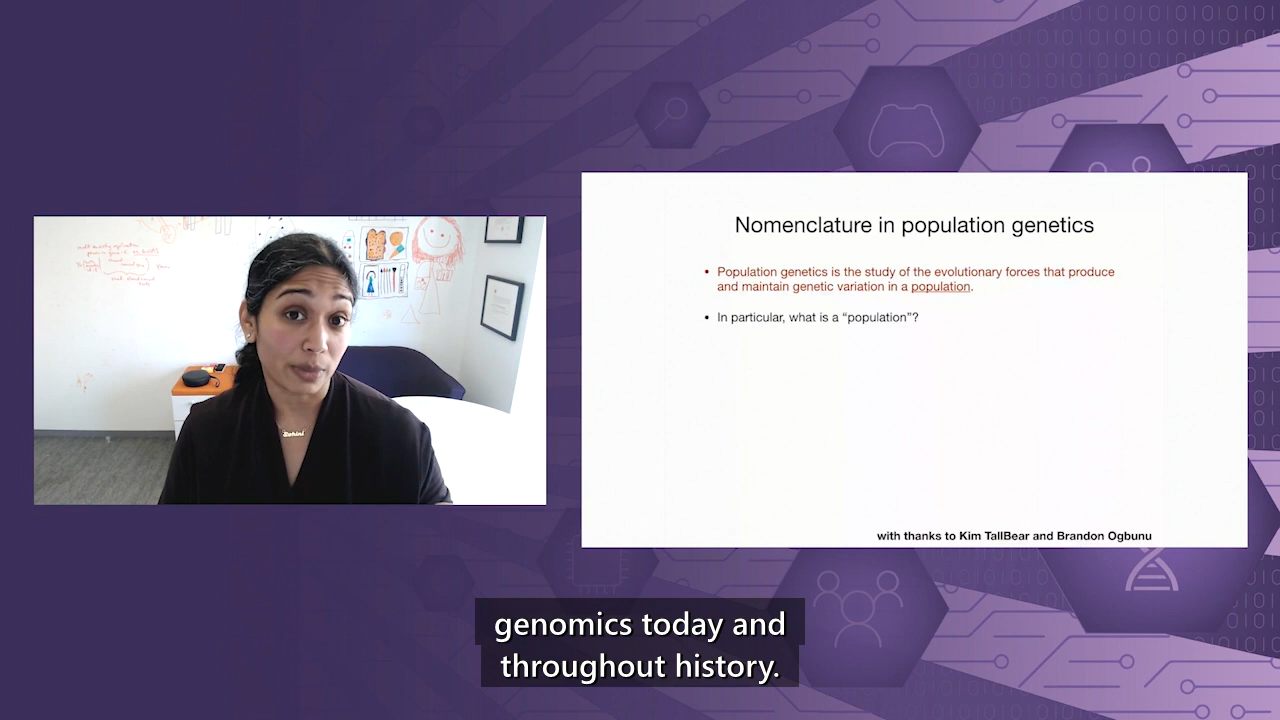 Nomenclature in population genetics
• Population genetics is the study of the evolutionary forces that produce
and maintain genetic variation in a population.
• In particular, what is a “population”?
with thanks to Kim TallBear and Brandon Ogbunu
genomics today and
throughout history.